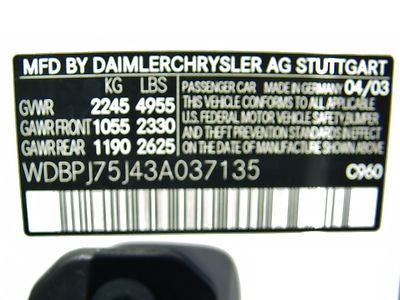 MFD BY DAIMLERCHRYSLER AG STUTTGART
KG LBS
GVWR 2245 4955
GAWR FRONT 1055 2330
GAWR REAR 1190 2625
PASSENGER CAR MADE IN GERMANY 04/03
THIS VEHICLE CONFORMS TO ALL APPLICABLE
U.S. FEDERAL MOTOR VEHICLE SAFETY, BUMPER
AND THEFT PREVENTION STANDARDS IN EFFECT
ON THE DATE OF MANUFACTURE SHOWN ABOVE
WDBPJ75J43A037135
C960